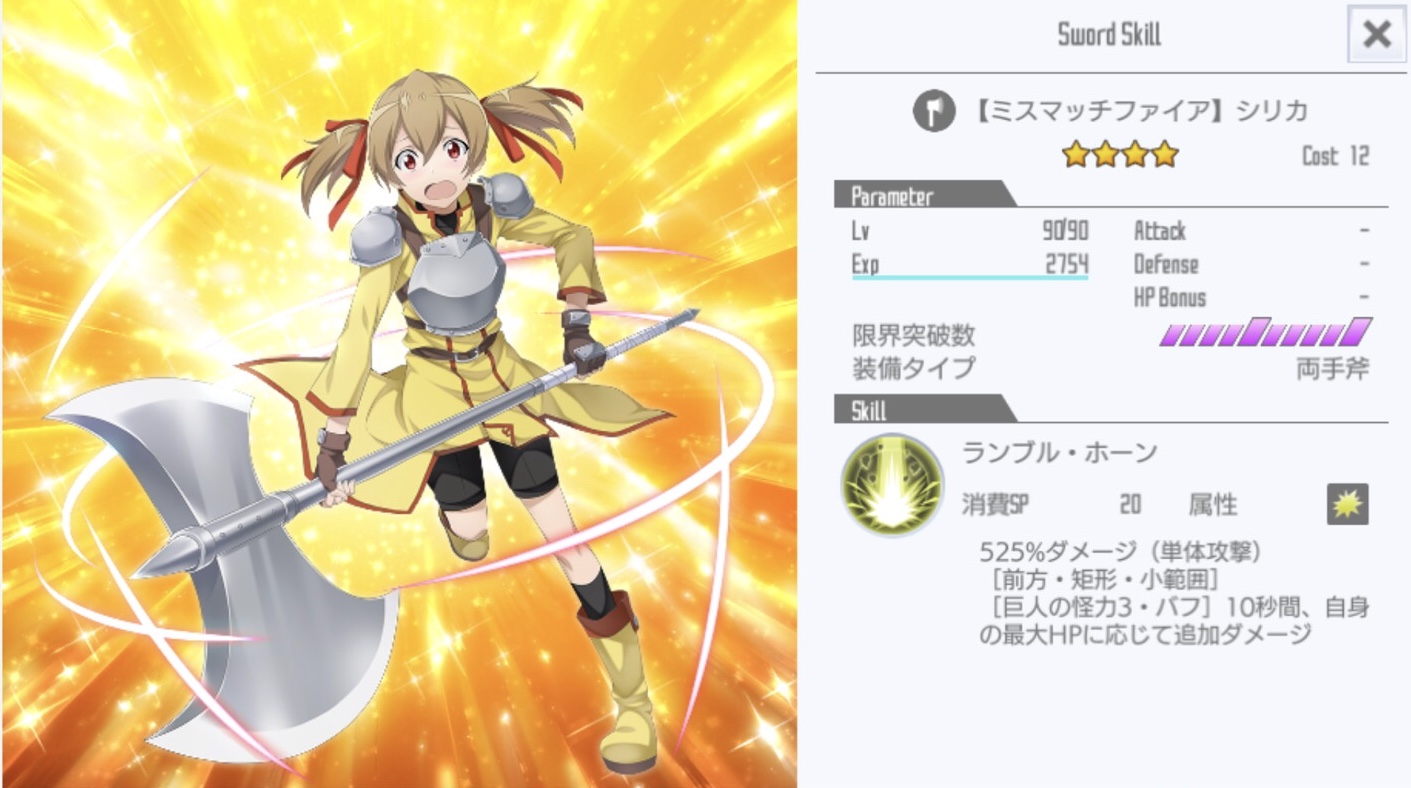 Sword Skill
【ミスマッチファイア】シリカ
Cost 12
Parameter
Lv 90/90 Attack -
Exp 2754 Defense -
HP Bonus -
限界突破数
装備タイプ 両手斧
Skill
ランブル・ホーン
消費SP 20 属性
525%ダメージ（単体攻撃）
［前方・矩形・小範囲］
［巨人の怪力3・バフ］10秒間、自身
の最大HPに応じて追加ダメージ